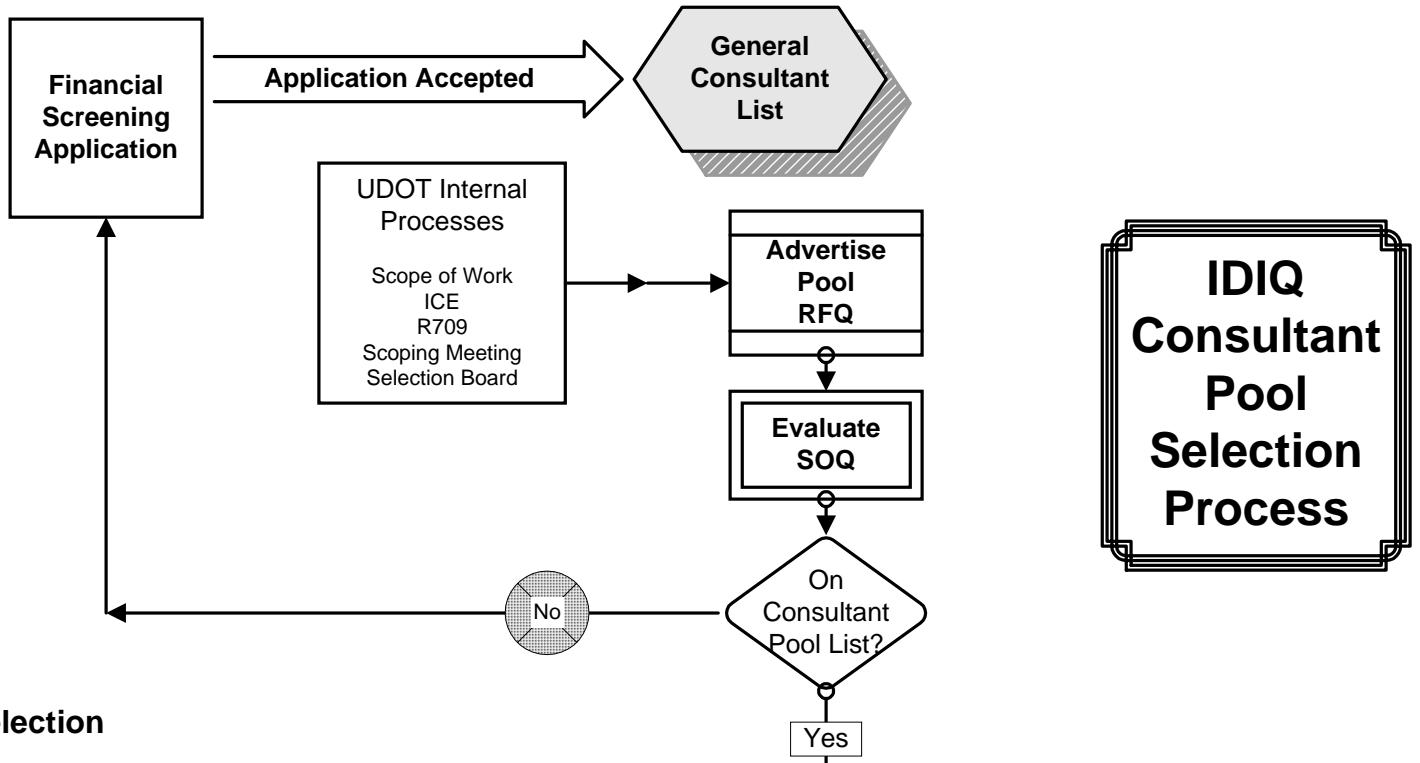 Financial
Screening
Application
Application Accepted
General
Consultant
List
UDOT Internal
Processes
Scope of Work
ICE
R709
Scoping Meeting
Selection Board
Advertise
Pool
RFQ
Evaluate
SOQ
On
Consultant
Pool List?
No
Yes
IDIQ
Consultant
Pool
Selection
Process